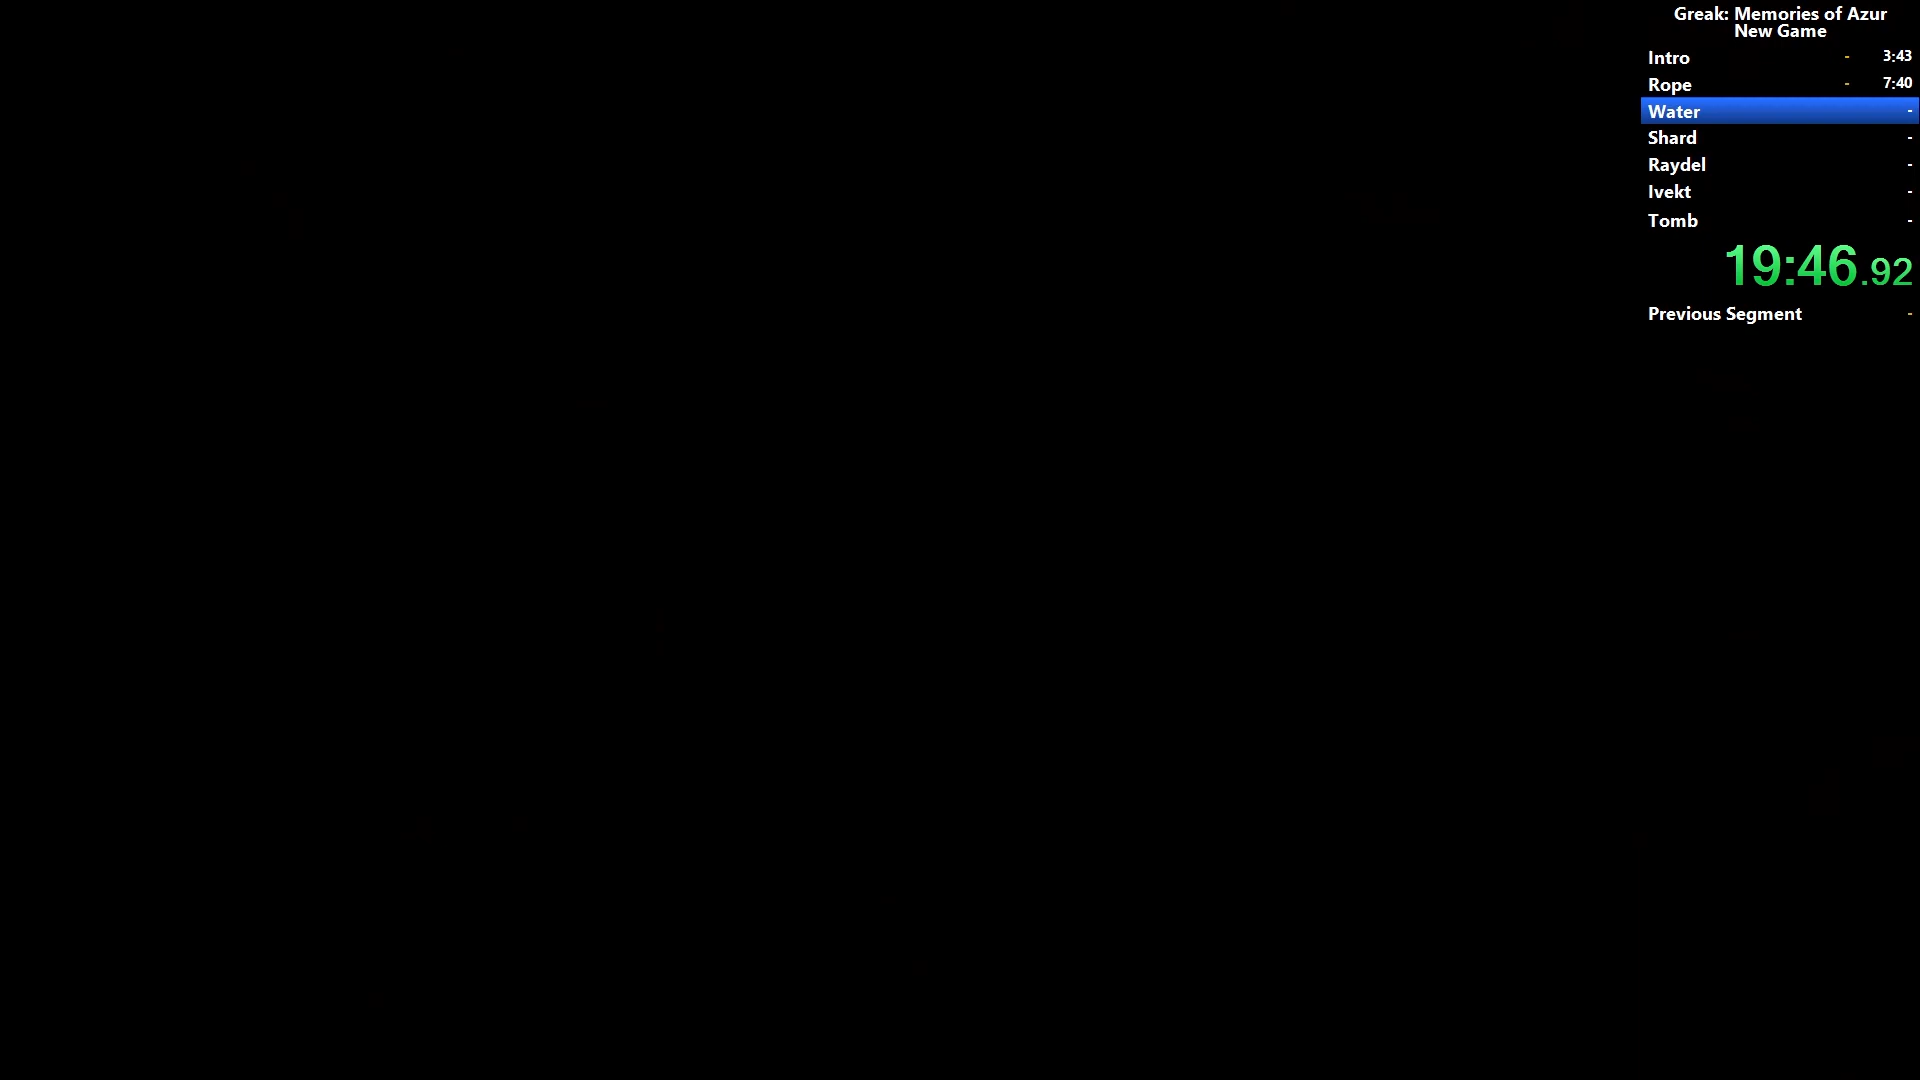 Greak: Memories of Azur
New Game
Intro - 3:43
Rope - 7:40
Water -
Shard -
Raydel -
Ivekt -
Tomb -
19:46.92
Previous Segment -